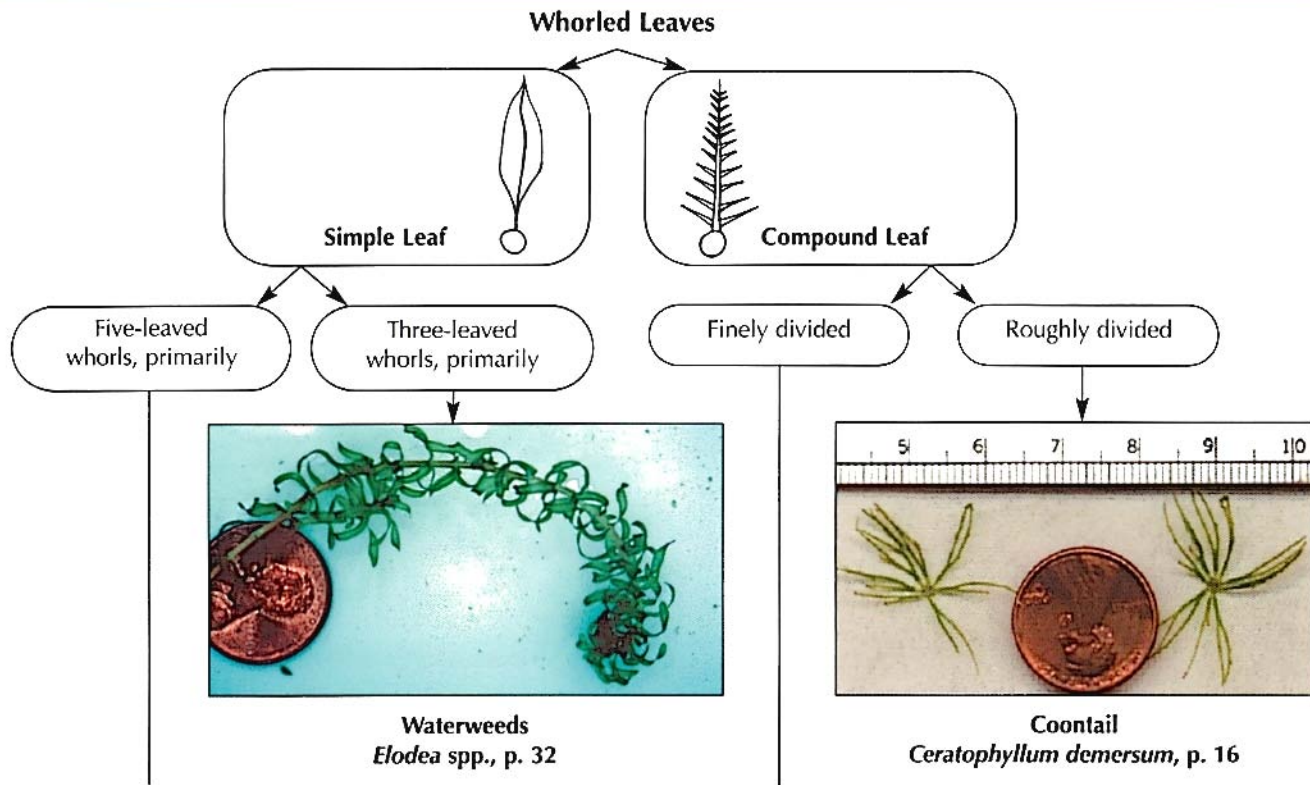 Whorled Leaves
Simple Leaf
Compound Leaf
Five-leaved
whorls, primarily
Three-leaved
whorls, primarily
Finely divided
Roughly divided
5 6 7 8 9 10
Waterweeds
Elodea spp., p. 32
Coontail
Ceratophyllum demersum, p. 16